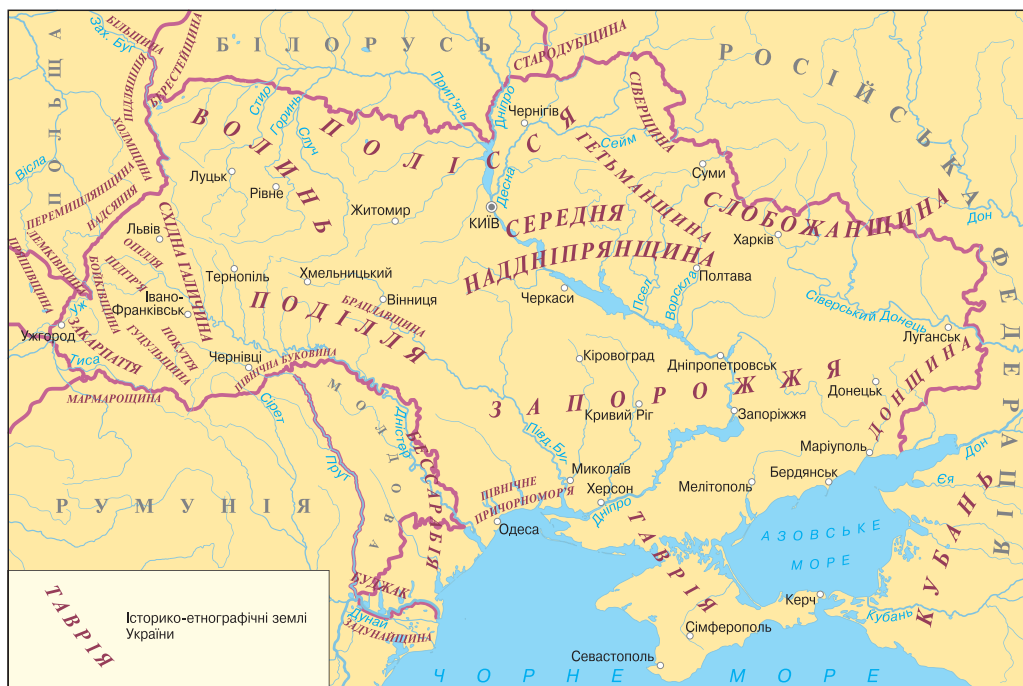 ПОЛЬЩА
БІЛОРУСЬ
РОСІЙСЬКА
ФЕДЕРАЦІЯ
РУМУНІЯ
МОЛДОВА
БІЛЬЩИНА
Зах. Буг
ПІДЛЯШШЯ
БЕРЕСТЕЙЩИНА
СТАРОДУБЩИНА
Прип'ять
Дніпро
Чернігів
СІВЕРЩИНА
Стир
Горинь
Случ
ВОЛИНЬ
ПОЛІССЯ
Сейм
ГЕТЬМАНЩИНА
Суми
ХОЛМЩИНА
Вісла
Луцьк
Рівне
Десна
КИЇВ
Житомир
СЛОБОЖАНЩИНА
Дон
ПЕРЕМИШЛЯНЩИНА
НАДСЯННЯ
Львів
СЕРЕДНЯ
НАДДНІПРЯНЩИНА
Харків
ЛЕМКІВЩИНА
ПРЯШІВЩИНА
ОПІЛЛЯ
ПІДГІР'Я
БОЙКІВЩИНА
СХІДНА ГАЛИЧИНА
Тернопіль
Хмельницький
Вінниця
БРАЦЛАВЩИНА
ПОДІЛЛЯ
Черкаси
Псел
Ворскла
Полтава
Сіверський Донець
Луганськ
Івано-
Франківськ
Уж
Ужгород
ЗАКАРПАТТЯ
ГУЦУЛЬЩИНА
ПОКУТТЯ
Чернівці
ПІВНІЧНА БУКОВИНА
Тиса
МАРМАРОЩИНА
Сірет
Прут
Дністер
БЕССАРАБІЯ
Кіровоград
Дніпропетровськ
ЗАПОРОЖЖЯ
Кривий Ріг
Запоріжжя
Донецьк
ДОНЩИНА
Півд. Буг
Миколаїв
Херсон
Дніпро
ПІВНІЧНЕ
ПРИЧОРНОМОР'Я
Одеса
Мелітополь
Бердянськ
Маріуполь
Дон
Єя
КУБАНЬ
АЗОВСЬКЕ
МОРЕ
ТАВРІЯ
Керч
Кубань
Сімферополь
Севастополь
БУДЖАК
Дунай
ЗАДУНАЙЩИНА
ЧОРНЕ МОРЕ
ТАВРІЯ
Історико-етнографічні землі
України